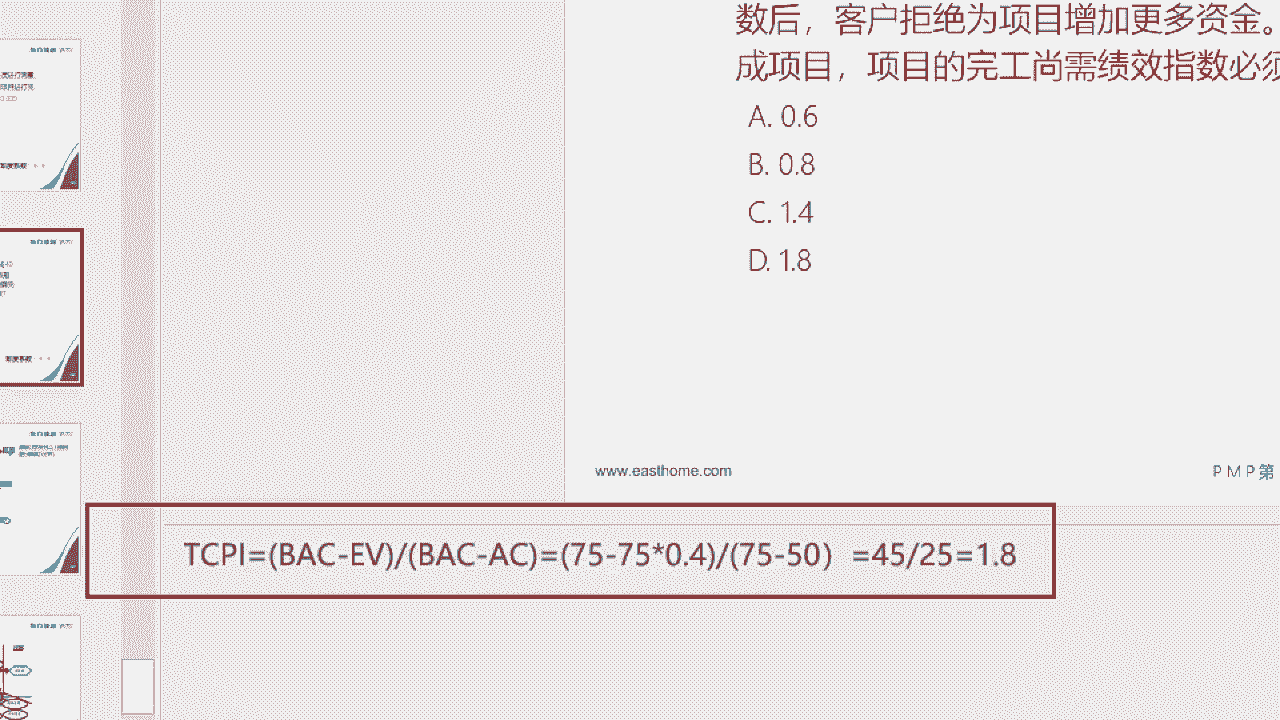 数后，客户拒绝为项目增加更多资金。
成项目，项目的完工尚需绩效指数必须
A. 0.6
B. 0.8
C. 1.4
D. 1.8
www.easthome.com
PMP第
TCPI=(BAC-EV)/(BAC-AC)=(75-75*0.4)/(75-50) =45/25=1.8